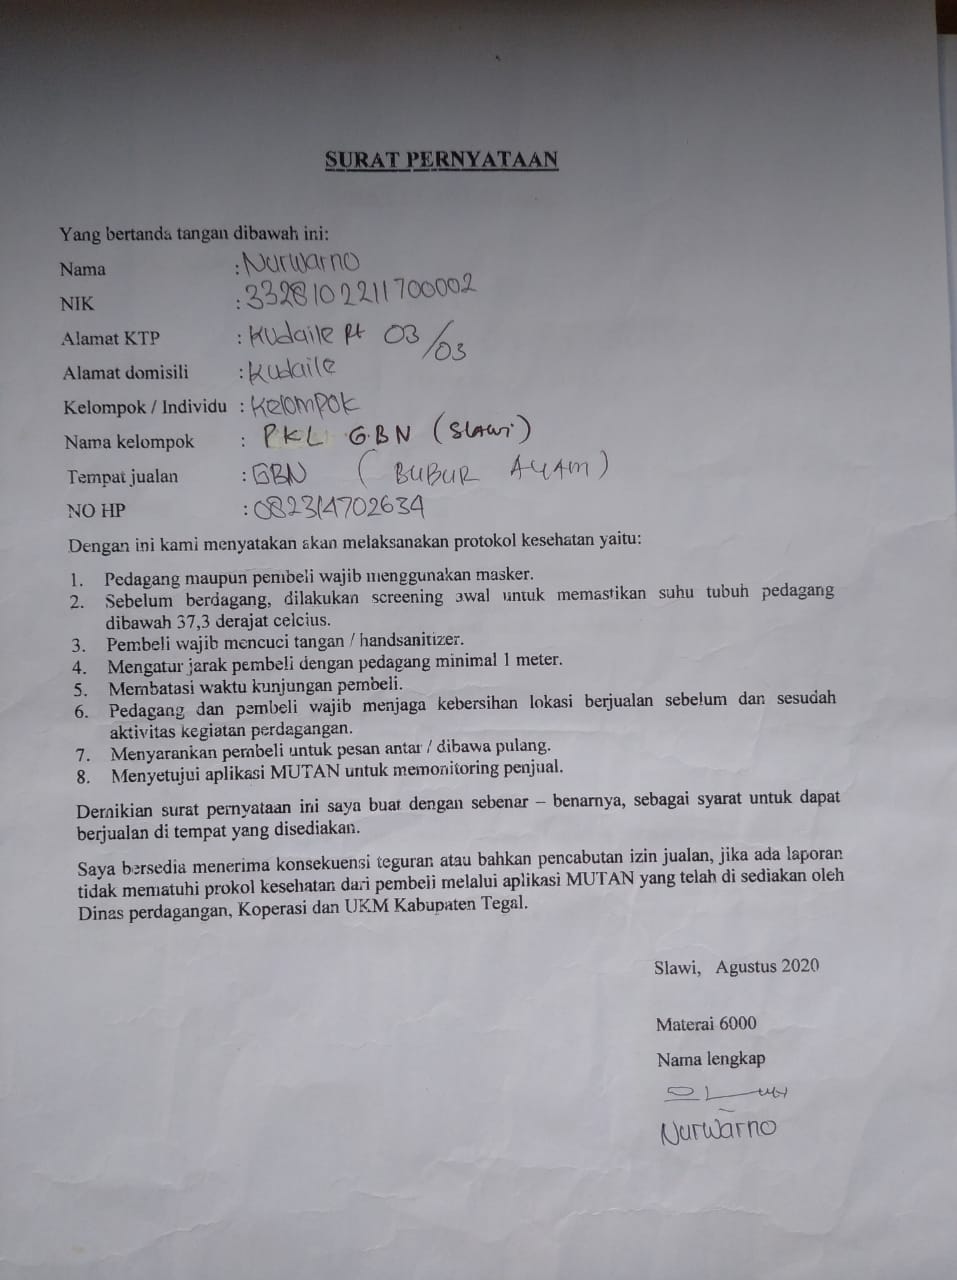 SURAT PERNYATAAN
Yang bertanda tangan dibawah ini:
Nama : Nurwarno
NIK : 3328102211700002
Alamat KTP : Kudaile Rt 03/03
Alamat domisili : Kudaile
Kelompok / Individu : Kelompok
Nama kelompok : PKL GBN (Slawi)
Tempat jualan : GBN ( BUBUR AYAM )
NO HP : 082314702634
Dengan ini kami menyatakan akan melaksanakan protokol kesehatan yaitu:
1. Pedagang maupun pembeli wajib menggunakan masker.
2. Sebelum berdagang, dilakukan screening awal untuk memastikan suhu tubuh pedagang
dibawah 37,3 derajat celcius.
3. Pembeli wajib mencuci tangan / handsanitizer.
4. Mengatur jarak pembeli dengan pedagang minimal 1 meter.
5. Membatasi waktu kunjungan pembeli.
6. Pedagang dan pembeli wajib menjaga kebersihan lokasi berjualan sebelum dan sesudah
aktivitas kegiatan perdagangan.
7. Menyarankan pembeli untuk pesan antar / dibawa pulang.
8. Menyetujui aplikasi MUTAN untuk memonitoring penjual.
Demikian surat pernyataan ini saya buat dengan sebenar – benarnya, sebagai syarat untuk dapat
berjualan di tempat yang disediakan.
Saya bersedia menerima konsekuensi teguran atau bahkan pencabutan izin jualan, jika ada laporan
tidak mematuhi prokol kesehatan dari pembeli melalui aplikasi MUTAN yang telah di sediakan oleh
Dinas perdagangan, Koperasi dan UKM Kabupaten Tegal.
Slawi, Agustus 2020
Materai 6000
Nama lengkap
Nurwarno